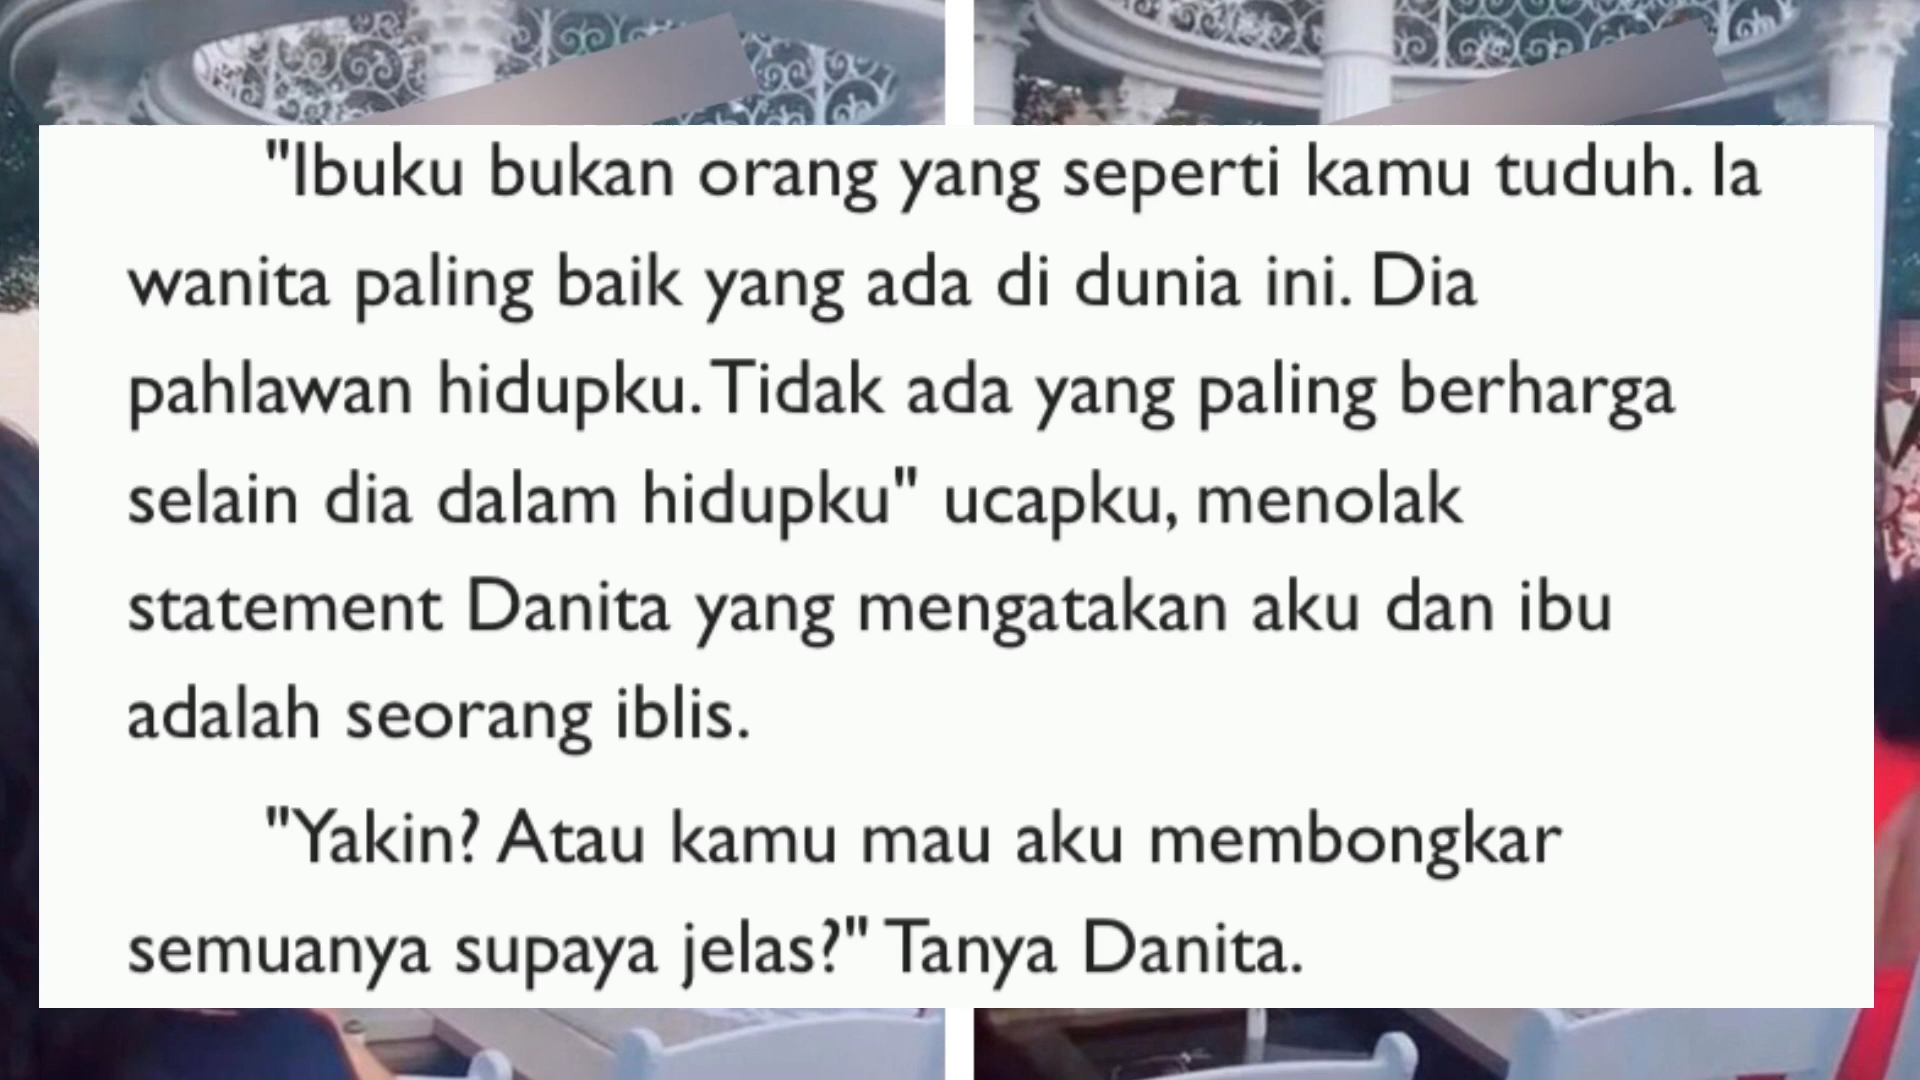 "Ibuku bukan orang yang seperti kamu tuduh. Ia
wanita paling baik yang ada di dunia ini. Dia
pahlawan hidupku. Tidak ada yang paling berharga
selain dia dalam hidupku" ucapku, menolak
statement Danita yang mengatakan aku dan ibu
adalah seorang iblis.
"Yakin? Atau kamu mau aku membongkar
semuanya supaya jelas?" Tanya Danita.